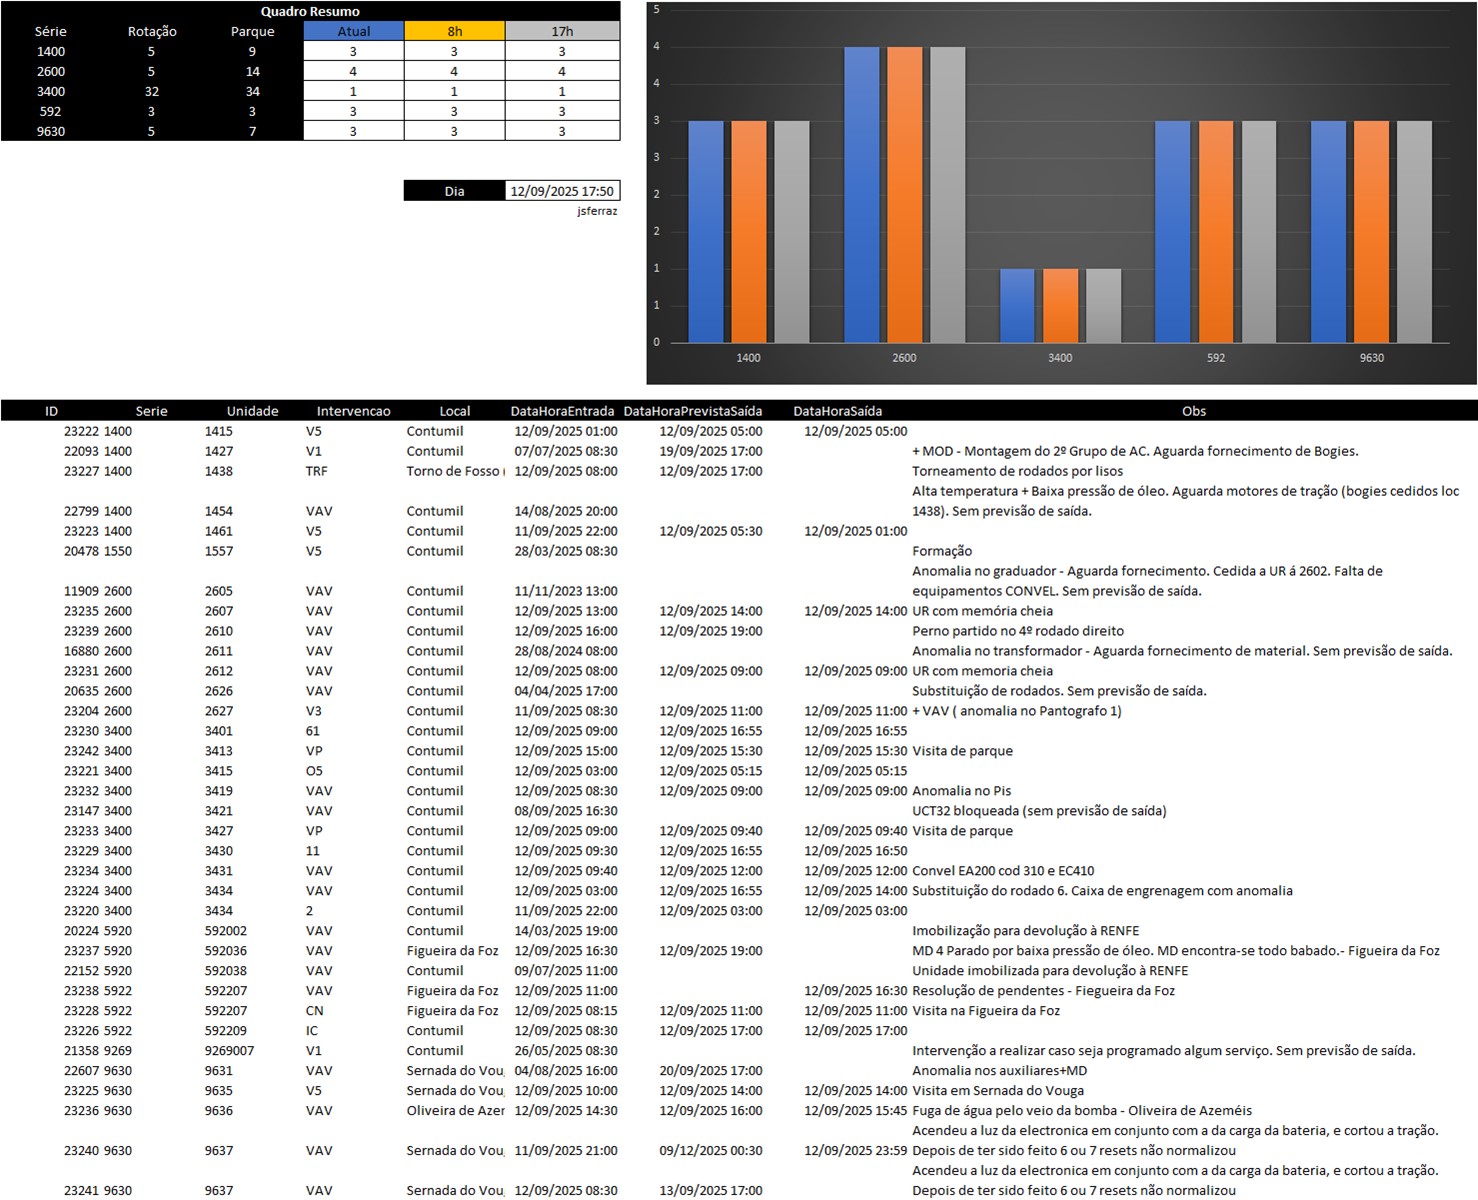 Quadro Resumo
Série Rotação Parque Atual 8h 17h
1400 5 9 3 3 3
2600 5 14 4 4 4
3400 32 34 1 1 1
592 3 3 3 3 3
9630 5 7 3 3 3
Dia 12/09/2025 17:50
jsferraz
5
4
4
3
3
2
2
1
1
0
1400 2600 3400 592 9630
ID Serie Unidade Intervencao Local DataHoraEntrada DataHoraPrevistaSaída DataHoraSaída Obs
23222 1400 1415 V5 Contumil 12/09/2025 01:00 12/09/2025 05:00 12/09/2025 05:00
22093 1400 1427 V1 Contumil 07/07/2025 08:30 19/09/2025 17:00 + MOD - Montagem do 2º Grupo de AC. Aguarda fornecimento de Bogies.
23227 1400 1438 TRF Torno de Fosso ( 12/09/2025 08:00 12/09/2025 17:00 Torneamento de rodados por lisos
Alta temperatura + Baixa pressão de óleo. Aguarda motores de tração (bogies cedidos loc
22799 1400 1454 VAV Contumil 14/08/2025 20:00 1438). Sem previsão de saída.
23223 1400 1461 V5 Contumil 11/09/2025 22:00 12/09/2025 05:30 12/09/2025 01:00
20478 1550 1557 V5 Contumil 28/03/2025 08:30 Formação
Anomalia no graduador - Aguarda fornecimento. Cedida a UR á 2602. Falta de
11909 2600 2605 VAV Contumil 11/11/2023 13:00 equipamentos CONVEL. Sem previsão de saída.
23235 2600 2607 VAV Contumil 12/09/2025 13:00 12/09/2025 14:00 12/09/2025 14:00 UR com memória cheia
23239 2600 2610 VAV Contumil 12/09/2025 16:00 12/09/2025 19:00 Perno partido no 4º rodado direito
16880 2600 2611 VAV Contumil 28/08/2024 08:00 Anomalia no transformador - Aguarda fornecimento de material. Sem previsão de saída.
23231 2600 2612 VAV Contumil 12/09/2025 08:00 12/09/2025 09:00 12/09/2025 09:00 UR com memoria cheia
20635 2600 2626 VAV Contumil 04/04/2025 17:00 Substituição de rodados. Sem previsão de saída.
23204 2600 2627 V3 Contumil 11/09/2025 08:30 12/09/2025 11:00 12/09/2025 11:00 + VAV ( anomalia no Pantografo 1)
23230 3400 3401 61 Contumil 12/09/2025 09:00 12/09/2025 16:55 12/09/2025 16:55
23242 3400 3413 VP Contumil 12/09/2025 15:00 12/09/2025 15:30 12/09/2025 15:30 Visita de parque
23221 3400 3415 O5 Contumil 12/09/2025 03:00 12/09/2025 05:15 12/09/2025 05:15
23232 3400 3419 VAV Contumil 12/09/2025 08:30 12/09/2025 09:00 12/09/2025 09:00 Anomalia no Pis
23147 3400 3421 VAV Contumil 08/09/2025 16:30 UCT32 bloqueada (sem previsão de saída)
23233 3400 3427 VP Contumil 12/09/2025 09:00 12/09/2025 09:40 12/09/2025 09:40 Visita de parque
23229 3400 3430 11 Contumil 12/09/2025 09:30 12/09/2025 16:55 12/09/2025 16:50
23234 3400 3431 VAV Contumil 12/09/2025 09:40 12/09/2025 12:00 12/09/2025 12:00 Convel EA200 cod 310 e EC410
23224 3400 3434 VAV Contumil 12/09/2025 03:00 12/09/2025 16:55 12/09/2025 14:00 Substituição do rodado 6. Caixa de engrenagem com anomalia
23220 3400 3434 2 Contumil 11/09/2025 22:00 12/09/2025 03:00 12/09/2025 03:00
20224 5920 592002 VAV Contumil 14/03/2025 19:00 Imobilização para devolução à RENFE
23237 5920 592036 VAV Figueira da Foz 12/09/2025 16:30 12/09/2025 19:00 MD 4 Parado por baixa pressão de óleo. MD encontra-se todo babado.- Figueira da Foz
22152 5920 592038 VAV Contumil 09/07/2025 11:00 Unidade imobilizada para devolução à RENFE
23238 5922 592207 VAV Figueira da Foz 12/09/2025 11:00 12/09/2025 16:30 Resolução de pendentes - Fiegueira da Foz
23228 5922 592207 CN Figueira da Foz 12/09/2025 08:15 12/09/2025 11:00 12/09/2025 11:00 Visita na Figueira da Foz
23226 5922 592209 IC Contumil 12/09/2025 08:30 12/09/2025 17:00 12/09/2025 17:00
21358 9269 9269007 V1 Contumil 26/05/2025 08:30 Intervenção a realizar caso seja programado algum serviço. Sem previsão de saída.
22607 9630 9631 VAV Sernada do Vou 04/08/2025 16:00 20/09/2025 17:00 Anomalia nos auxiliares+MD
23225 9630 9635 V5 Sernada do Vou 12/09/2025 10:00 12/09/2025 14:00 12/09/2025 14:00 Visita em Sernada do Vouga
23236 9630 9636 VAV Oliveira de Azer 12/09/2025 14:30 12/09/2025 16:00 12/09/2025 15:45 Fuga de água pelo veio da bomba - Oliveira de Azeméis
Acendeu a luz da electronica em conjunto com a da carga da bateria, e cortou a tração.
23240 9630 9637 VAV Sernada do Vou 11/09/2025 21:00 09/12/2025 00:30 12/09/2025 23:59 Depois de ter sido feito 6 ou 7 resets não normalizou
Acendeu a luz da electronica em conjunto com a da carga da bateria, e cortou a tração.
23241 9630 9637 VAV Sernada do Vou 12/09/2025 08:30 13/09/2025 17:00 Depois de ter sido feito 6 ou 7 resets não normalizou